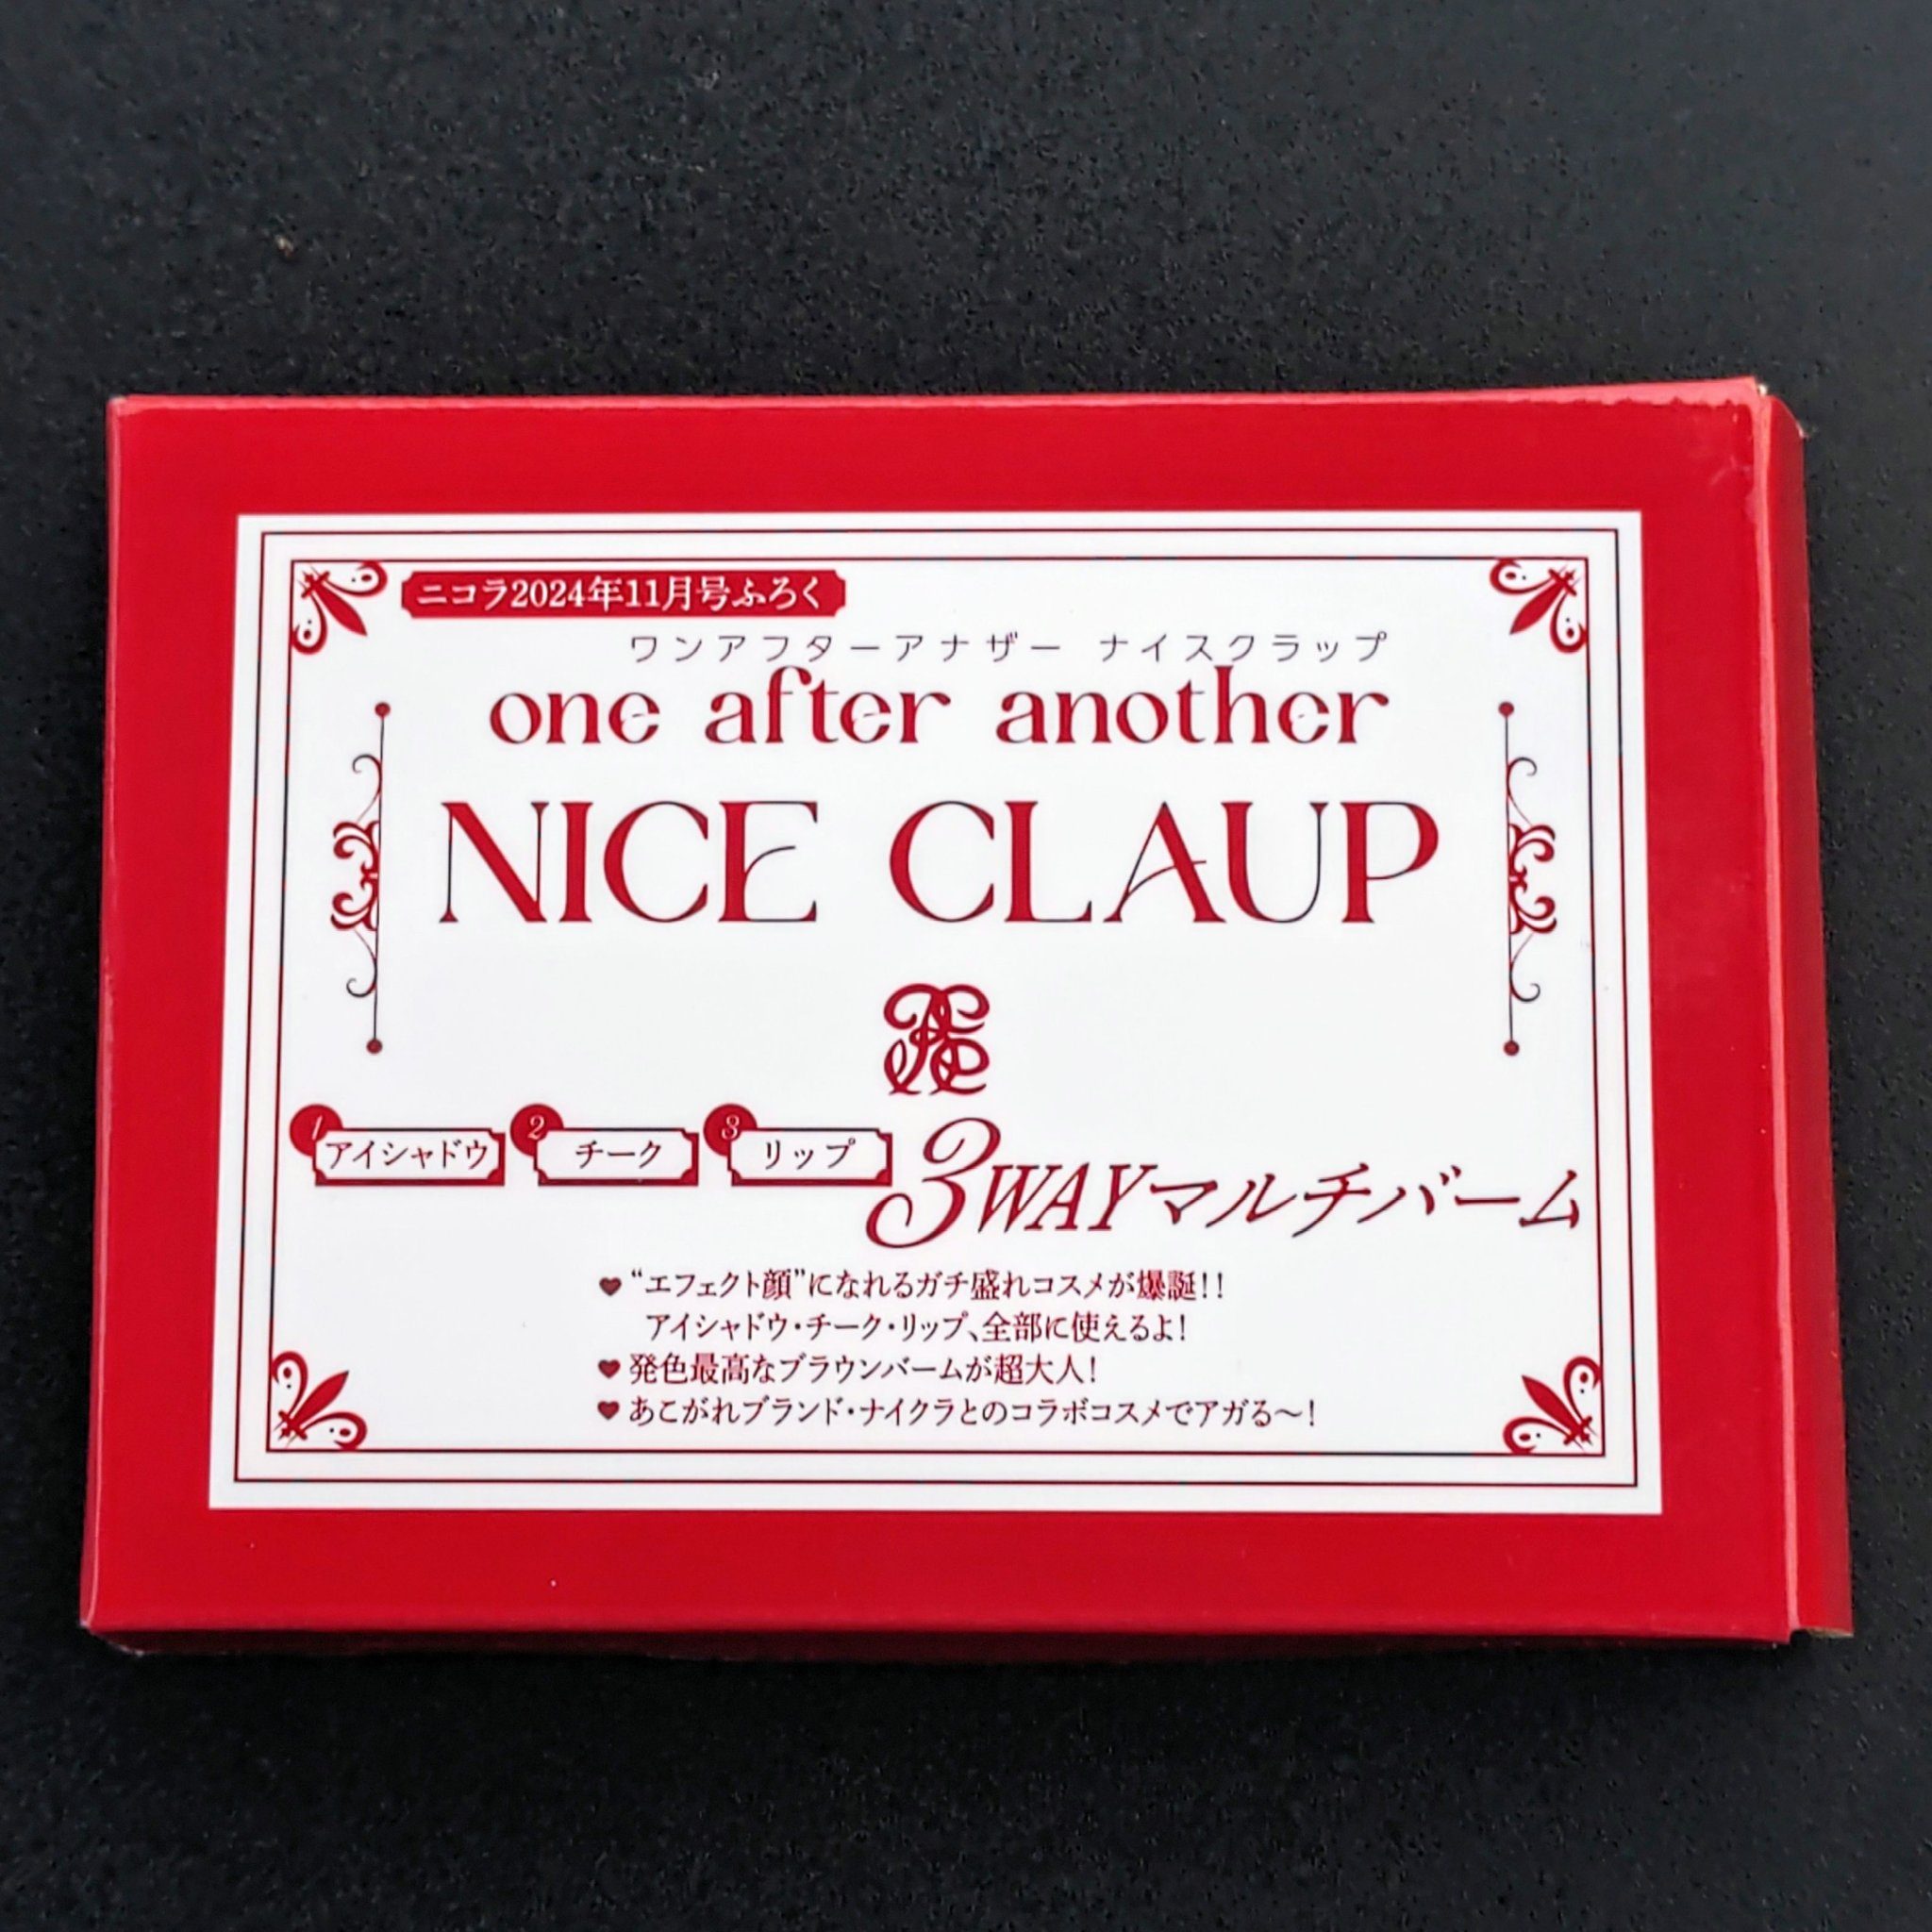 ニコラ2024年11月号ふろく
ワンアフターアナザー ナイスクラップ
one after another
NICE CLAUP
1 アイシャドウ 2 チーク 3 リップ
3WAYマルチバーム
♥“エフェクト顔”になれるガチ盛れコスメが爆誕!!
アイシャドウ・チーク・リップ、全部に使えるよ!
♥発色最高なブラウンバームが超大人!
♥あこがれブランド・ナイクラとのコラボコスメでアガる〜!